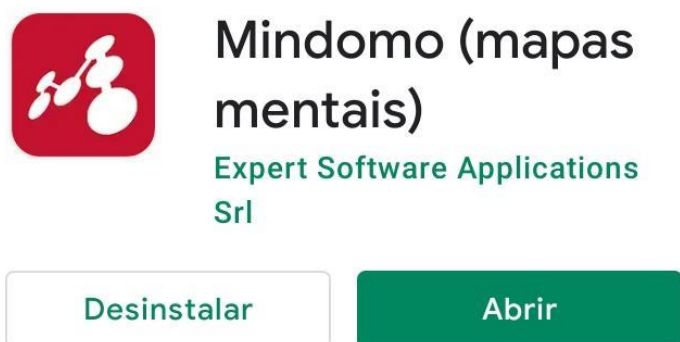 Mindomo (mapas
mentais)
Expert Software Applications
Srl
Desinstalar
Abrir